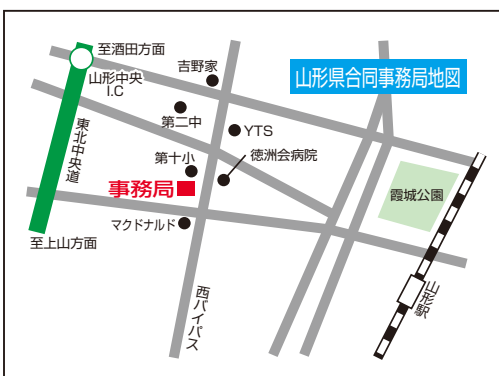 至酒田方面
吉野家
山形県合同事務局地図
山形中央
I.C
第二中
YTS
東北中央道
第十小
徳洲会病院
事務局
霞城公園
マクドナルド
至上山方面
西バイパス
山形駅